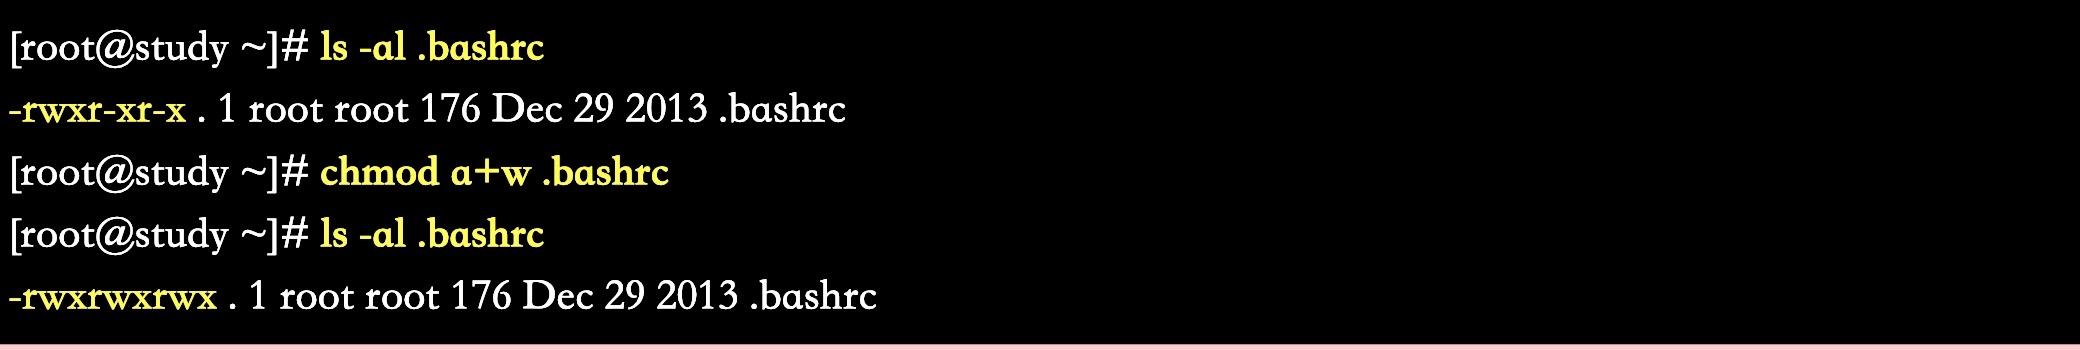 [root@study ~]# ls -al .bashrc
-rwxr-xr-x . 1 root root 176 Dec 29 2013 .bashrc
[root@study ~]# chmod a+w .bashrc
[root@study ~]# ls -al .bashrc
-rwxrwxrwx . 1 root root 176 Dec 29 2013 .bashrc